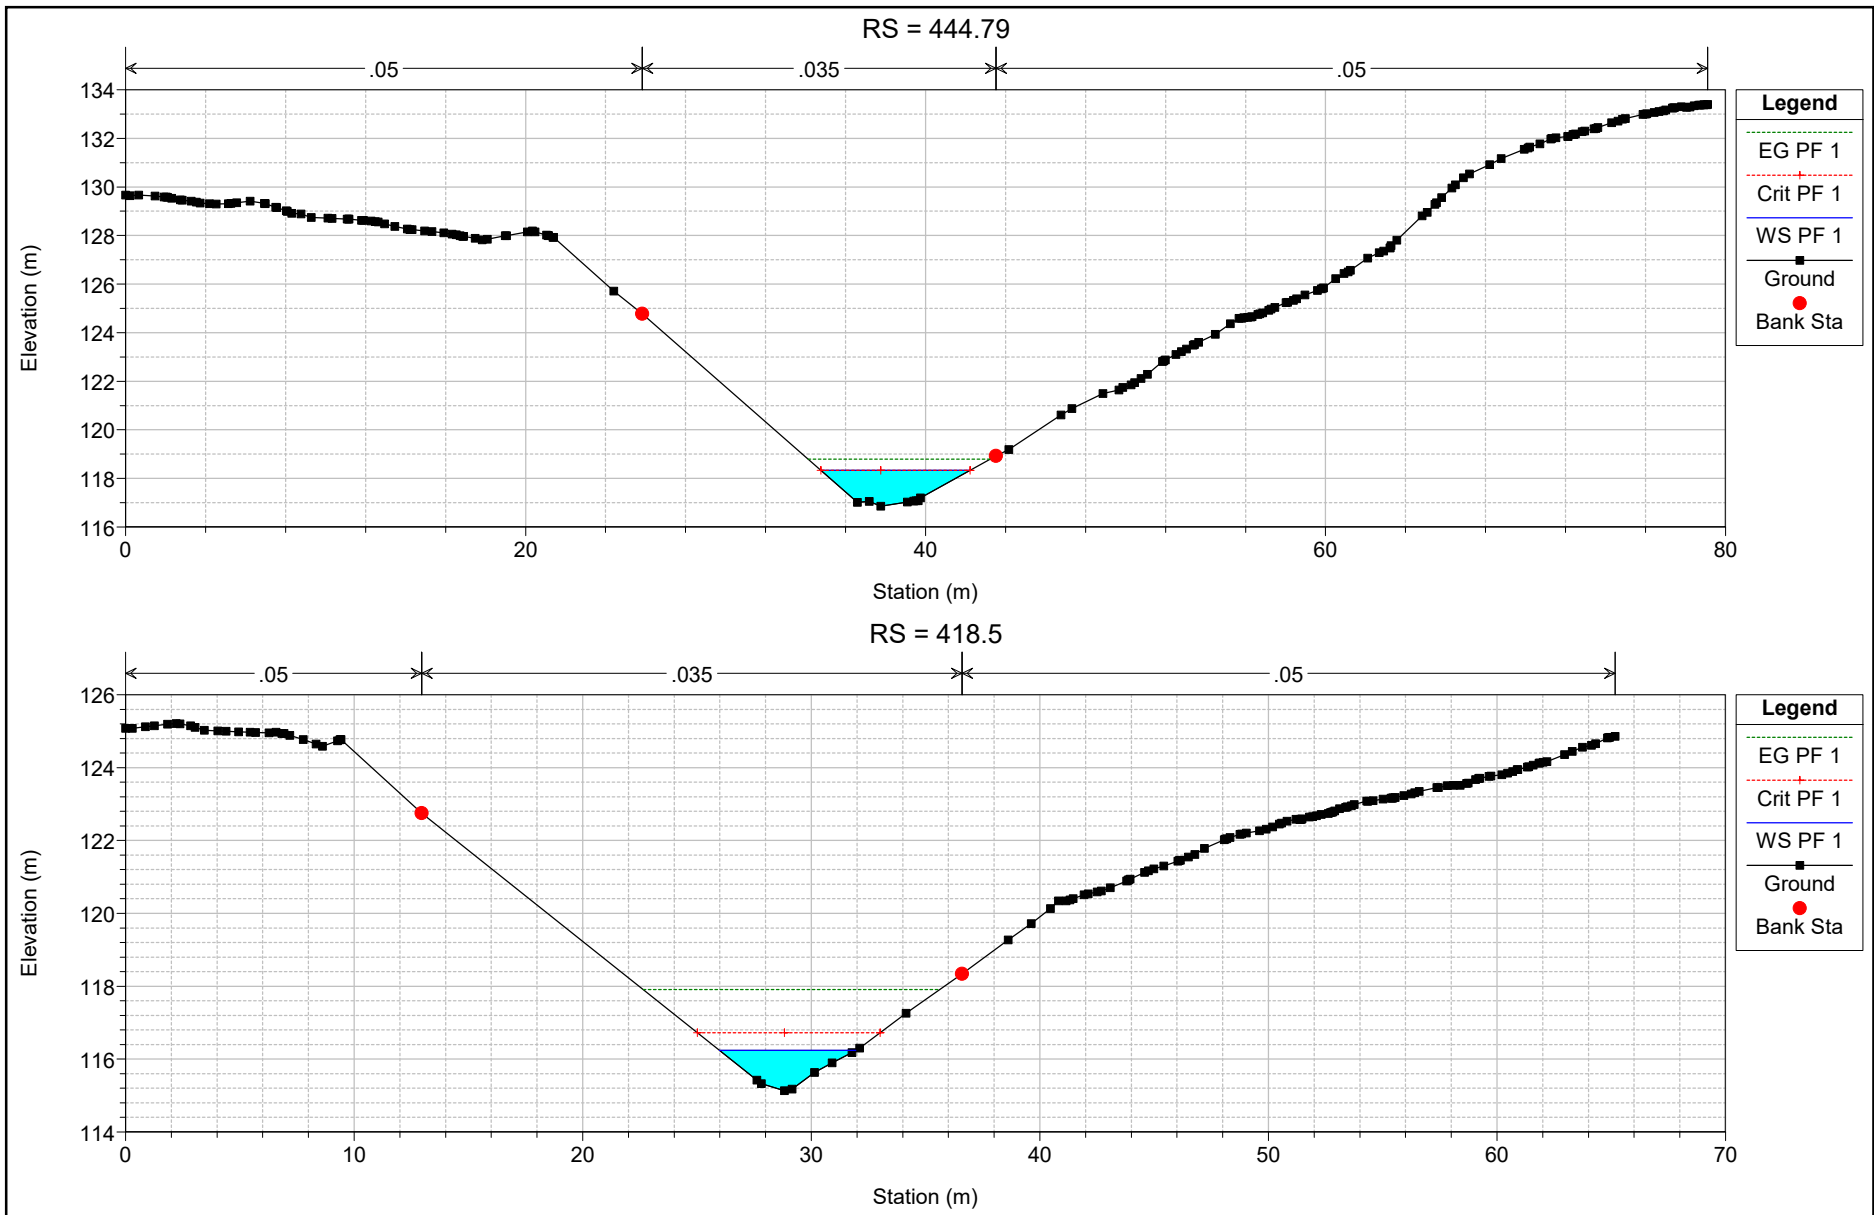 RS = 444.79
.05 .035 .05
134
132
130
128
126
124
122
120
118
116
Elevation (m)
0 20 40 60 80
Station (m)
Legend
EG PF 1
Crit PF 1
WS PF 1
Ground
Bank Sta
RS = 418.5
.05 .035 .05
126
124
122
120
118
116
114
Elevation (m)
0 10 20 30 40 50 60 70
Station (m)
Legend
EG PF 1
Crit PF 1
WS PF 1
Ground
Bank Sta